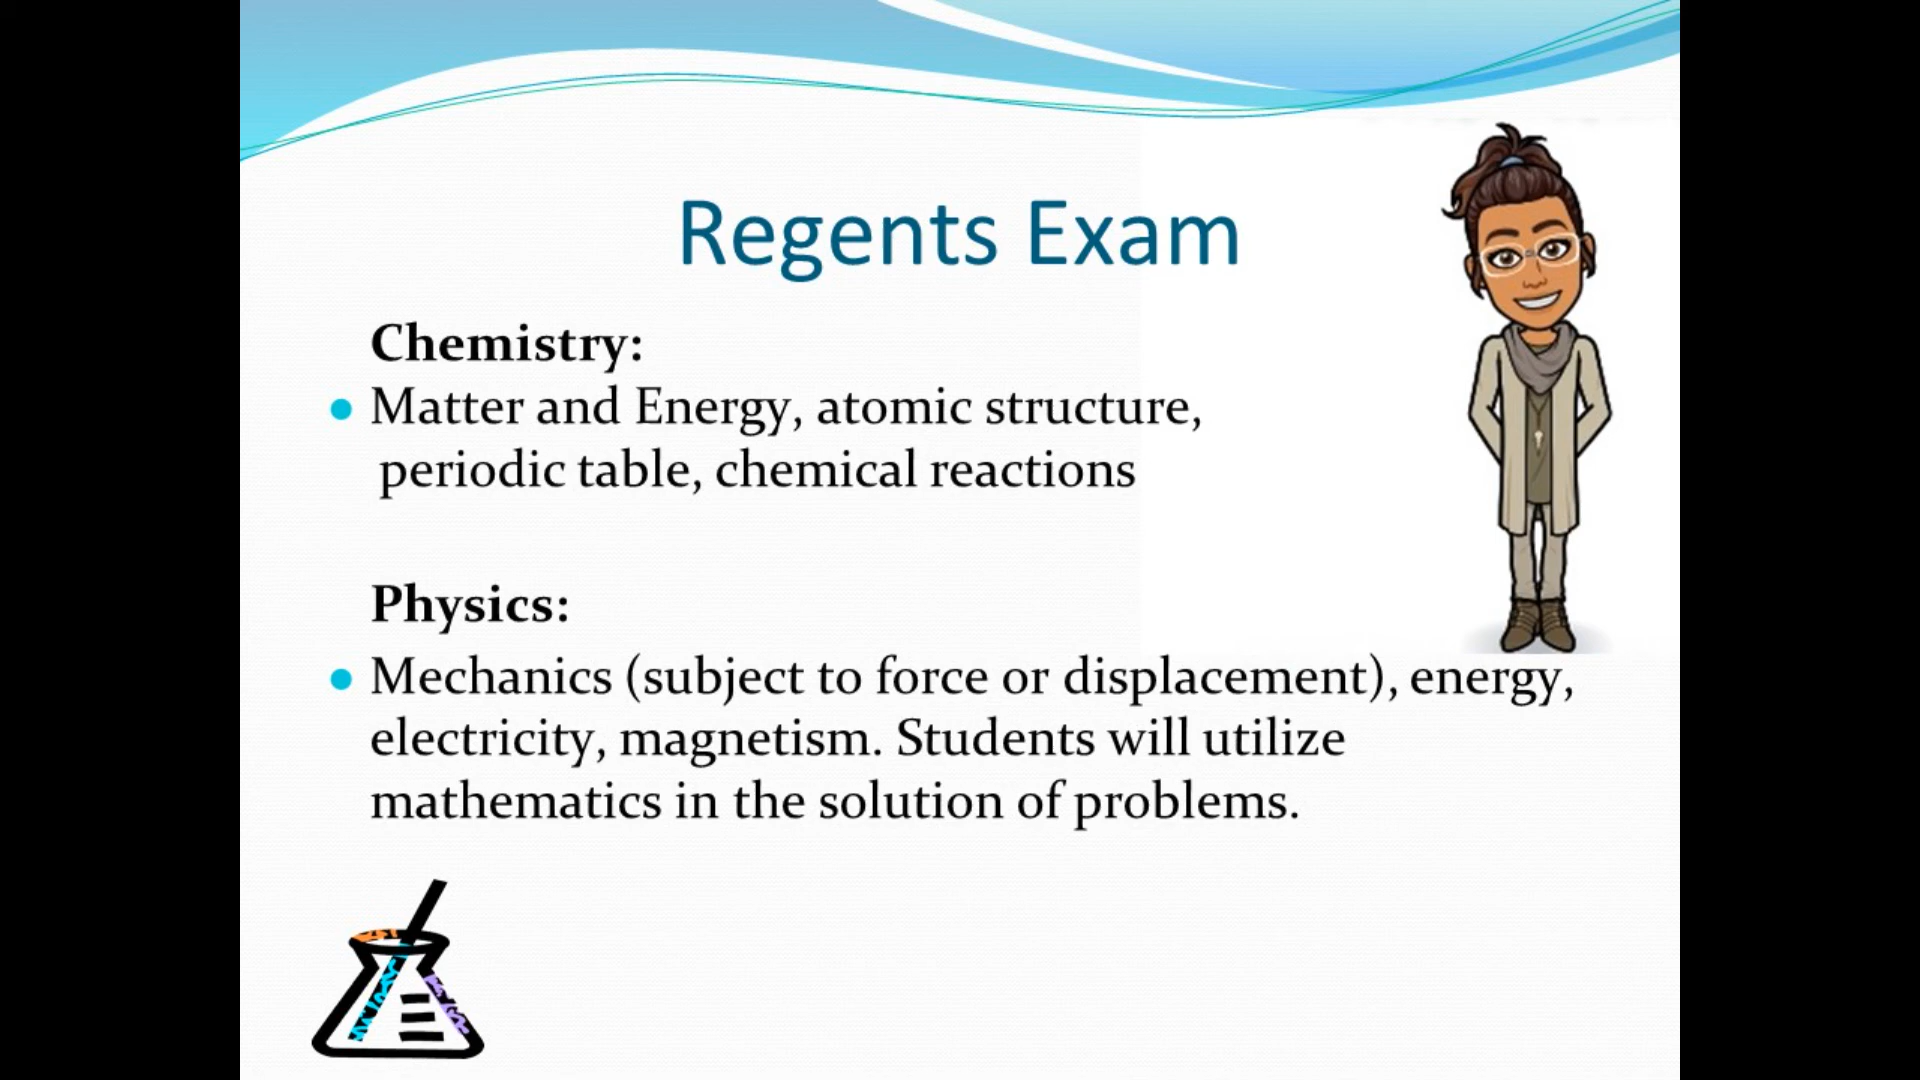 Regents Exam
Chemistry:
Matter and Energy, atomic structure,
periodic table, chemical reactions
Physics:
Mechanics (subject to force or displacement), energy,
electricity, magnetism. Students will utilize
mathematics in the solution of problems.